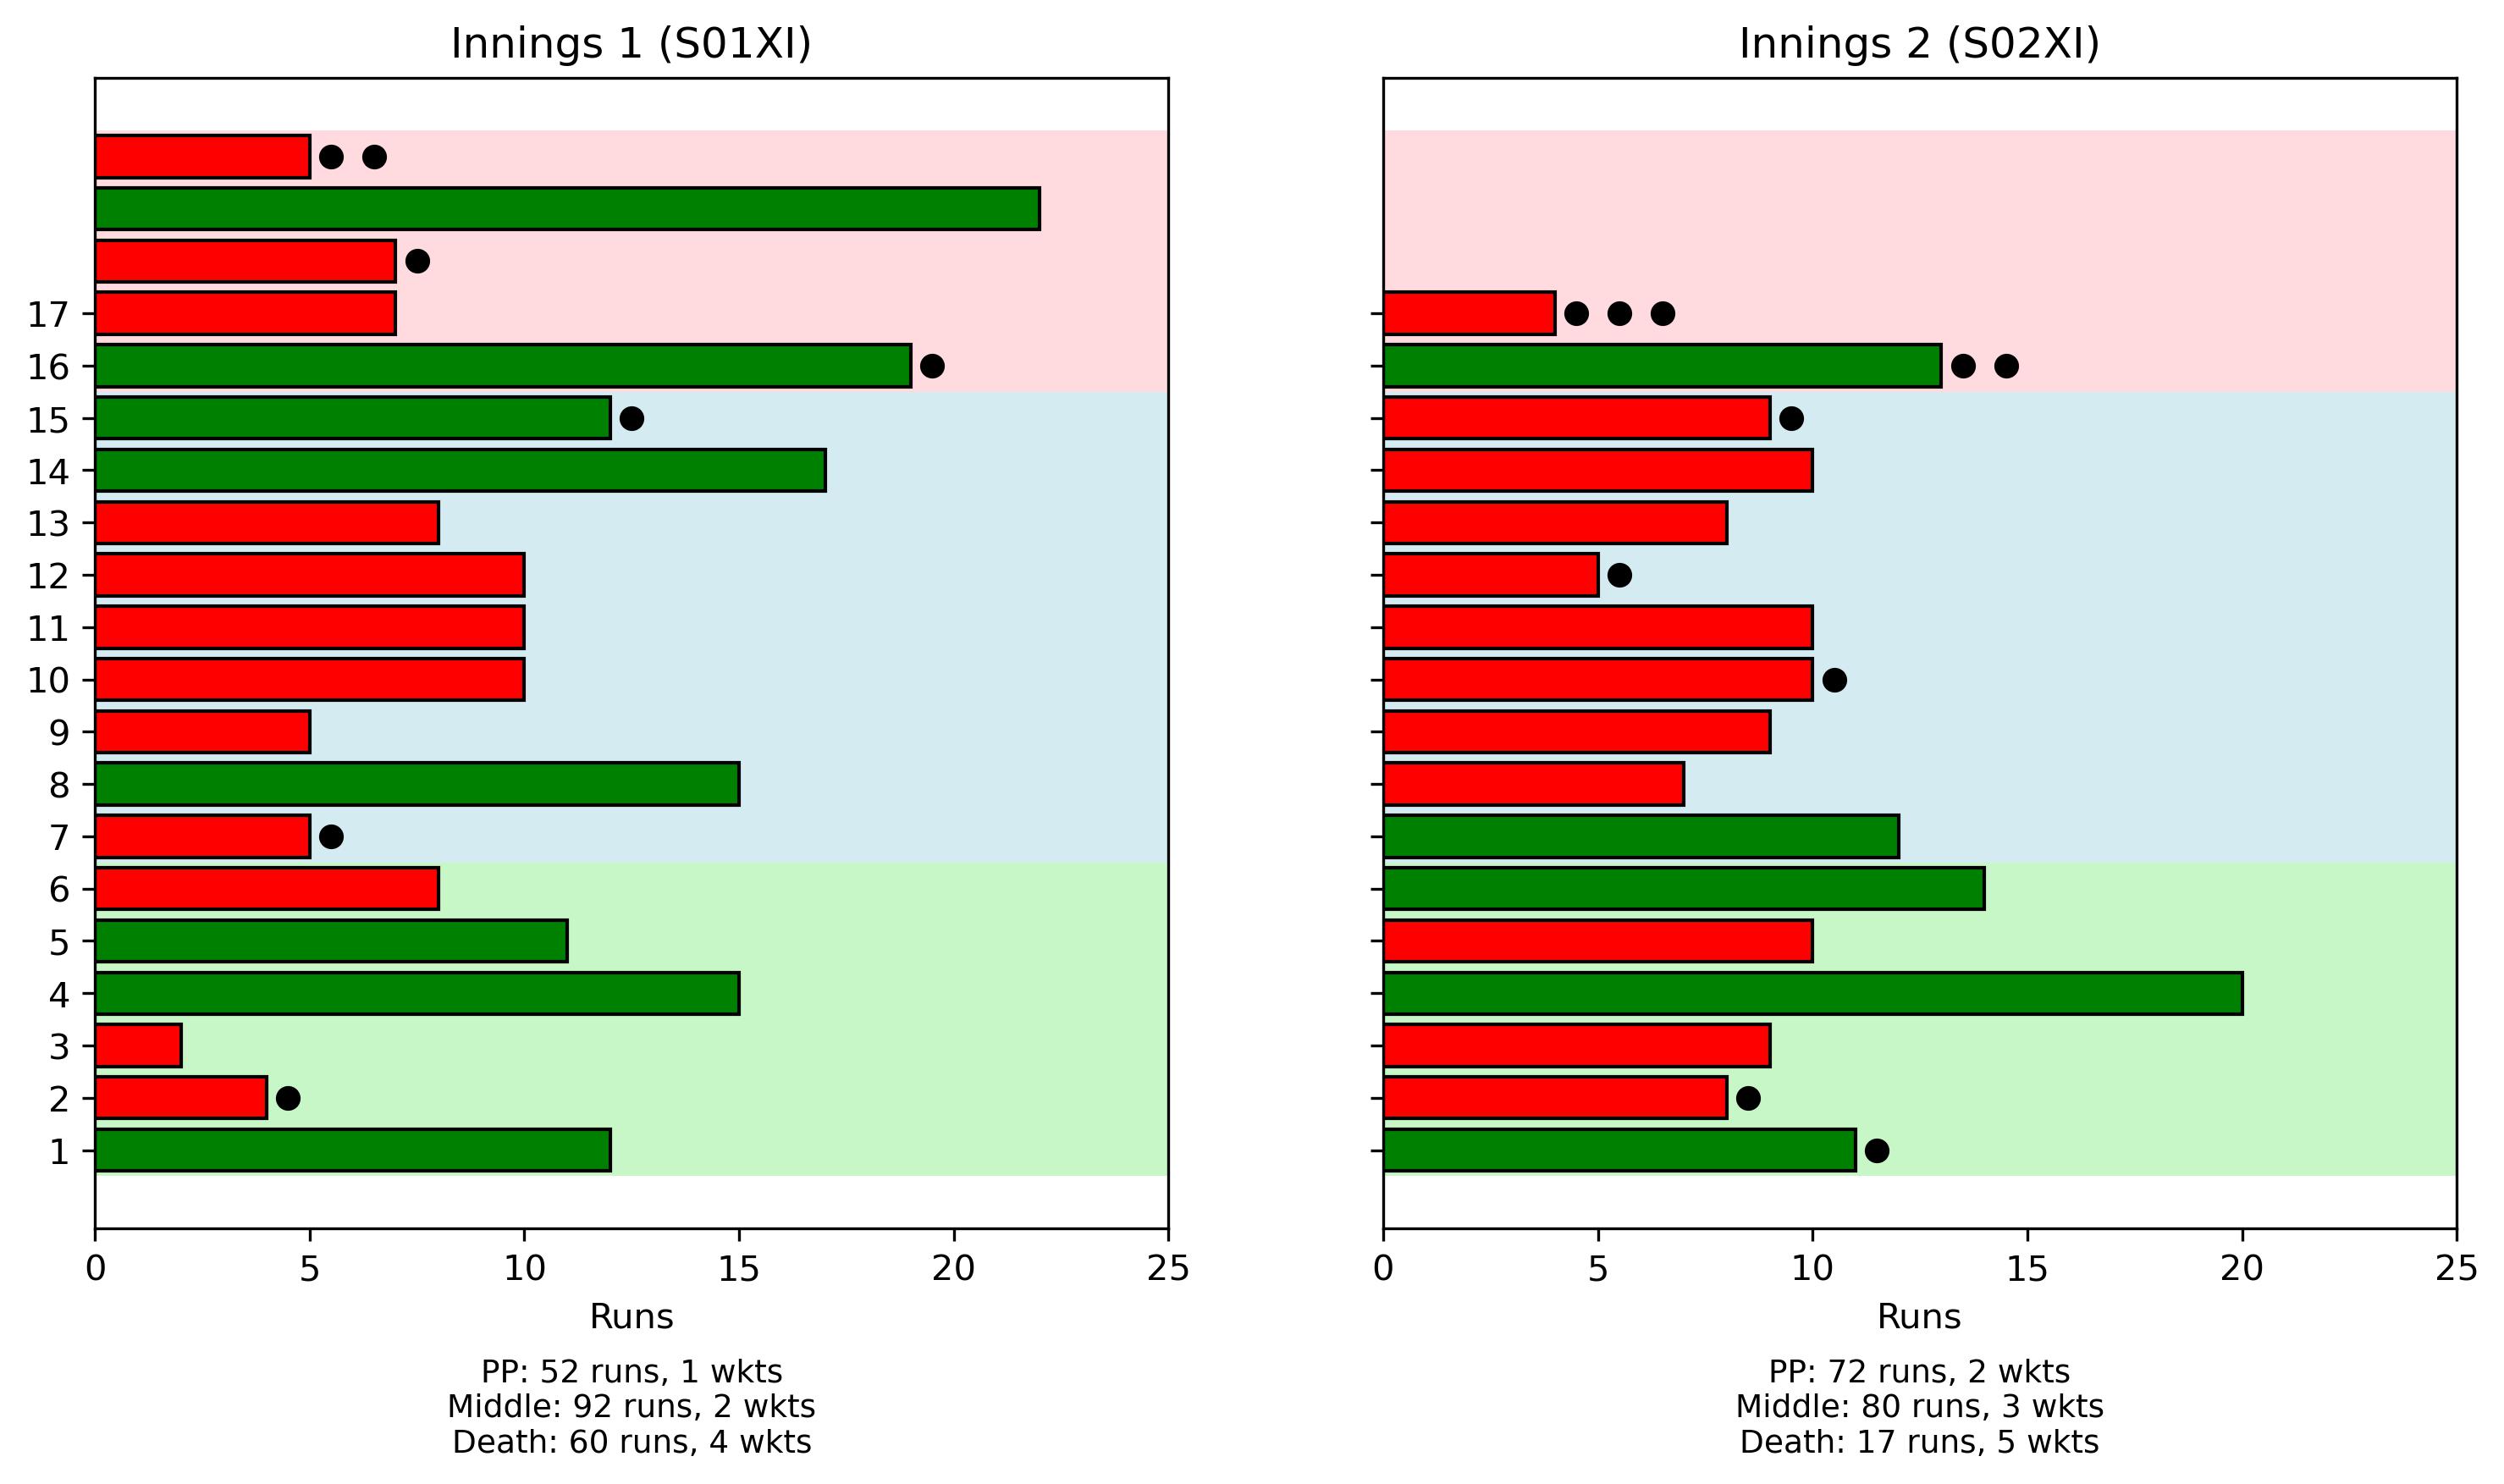 Innings 1 (S01XI)
17
16
15
14
13
12
11
10
9
8
7
6
5
4
3
2
1
0 5 10 15 20 25
Runs
PP: 52 runs, 1 wkts
Middle: 92 runs, 2 wkts
Death: 60 runs, 4 wkts
Innings 2 (S02XI)
0 5 10 15 20 25
Runs
PP: 72 runs, 2 wkts
Middle: 80 runs, 3 wkts
Death: 17 runs, 5 wkts